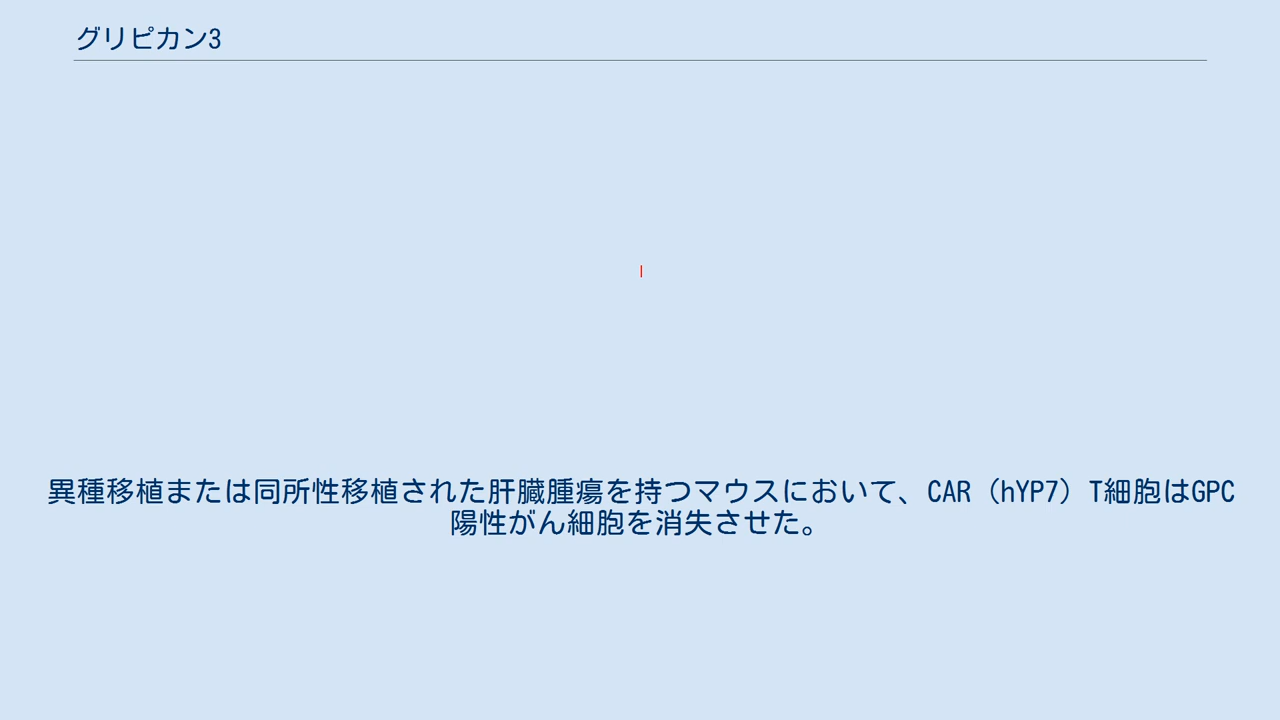 グリピカン3
異種移植または同所性移植された肝臓腫瘍を持つマウスにおいて、CAR（hYP7）T細胞はGPC
陽性がん細胞を消失させた。